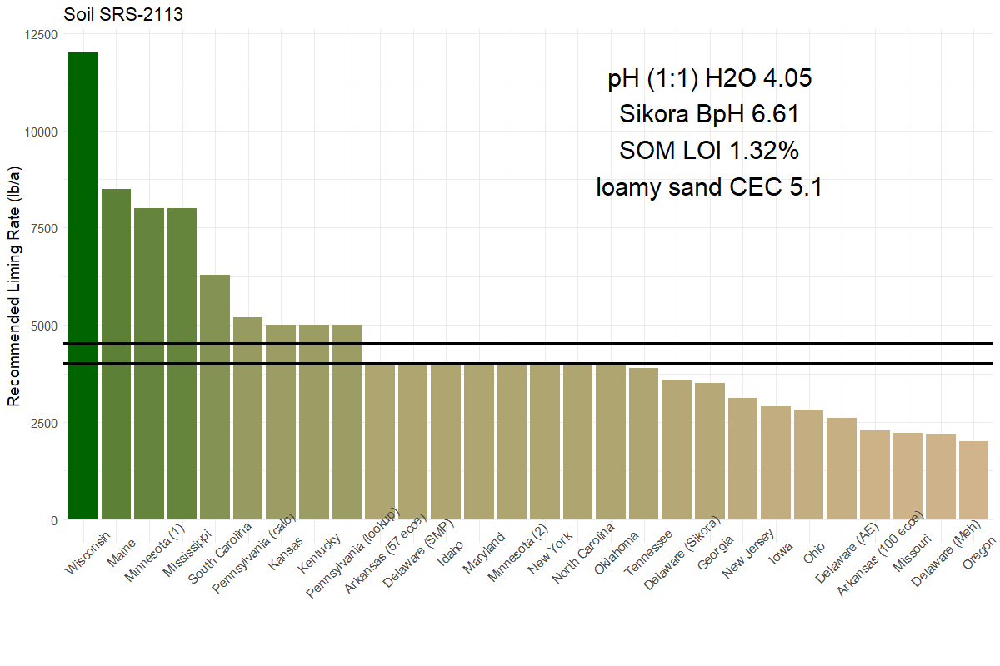 Soil SRS-2113
Recommended Liming Rate (lb/a)
12500
10000
7500
5000
2500
0
pH (1:1) H2O 4.05
Sikora BpH 6.61
SOM LOI 1.32%
loamy sand CEC 5.1
Wisconsin
Maine
Minnesota (1)
Mississippi
South Carolina
Pennsylvania (calc)
Kansas
Kentucky
Pennsylvania (lookup)
Arkansas (57 ecce)
Delaware (SMP)
Idaho
Maryland
Minnesota (2)
New York
North Carolina
Oklahoma
Tennessee
Delaware (Sikora)
Georgia
New Jersey
Iowa
Ohio
Delaware (AE)
Arkansas (100 ecce)
Missouri
Delaware (Meh)
Oregon